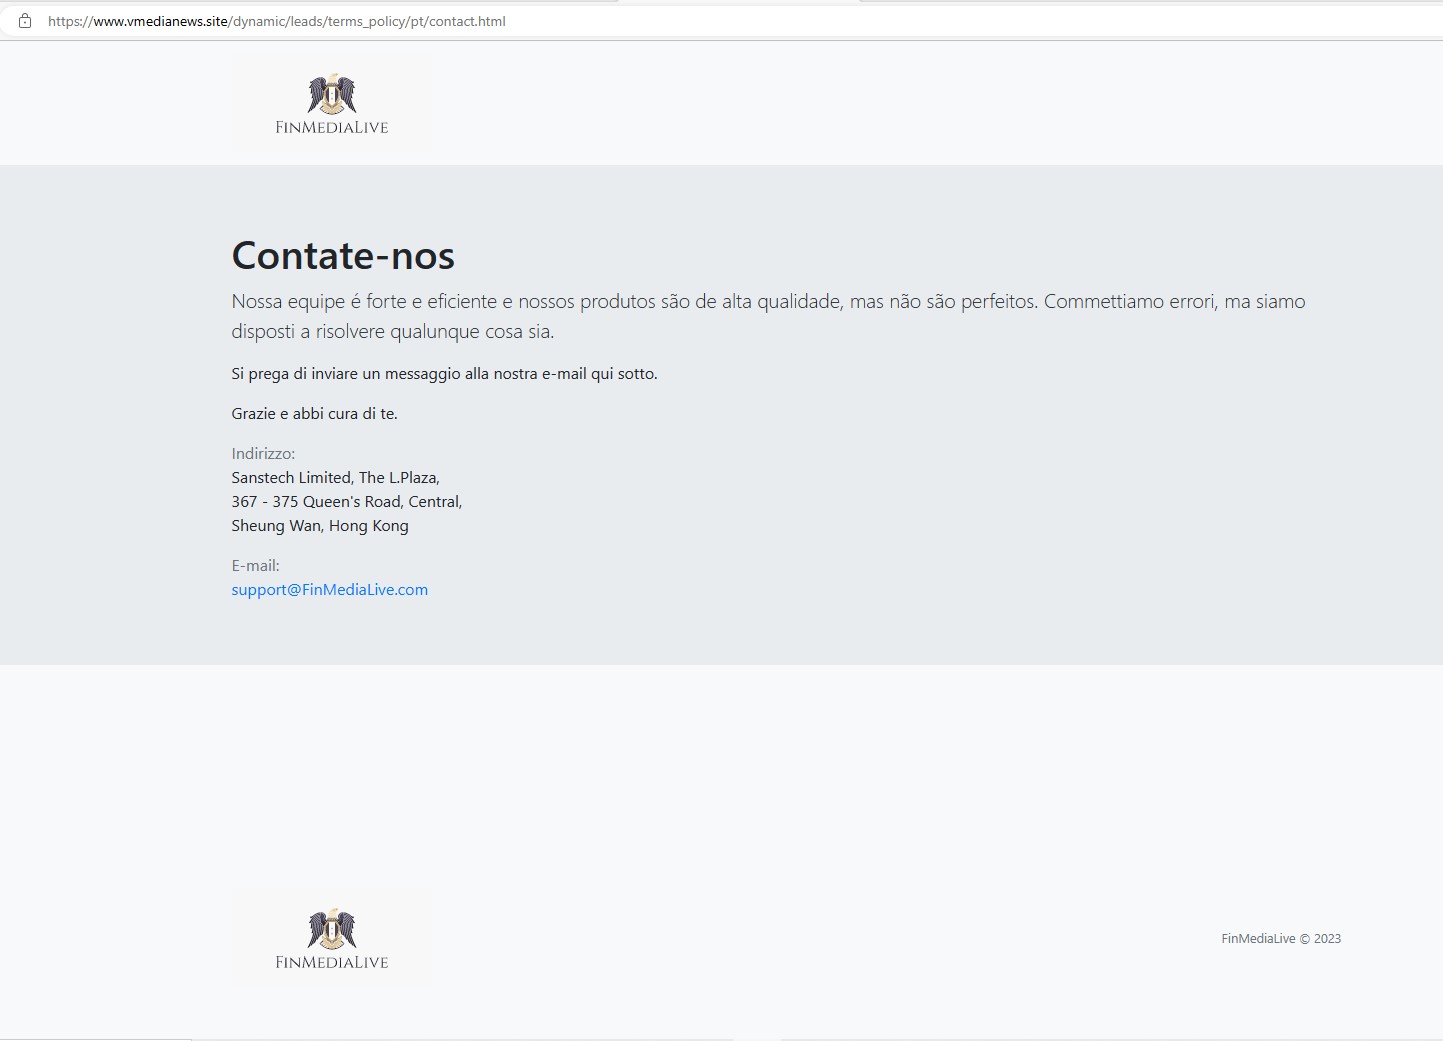 https://www.vmedianews.site/dynamic/leads/terms_policy/pt/contact.html
FINMEDIALIVE
Contate-nos
Nossa equipe é forte e eficiente e nossos produtos são de alta qualidade, mas não são perfeitos. Commettiamo errori, ma siamo
disposti a risolvere qualunque cosa sia.
Si prega di inviare un messaggio alla nostra e-mail qui sotto.
Grazie e abbi cura di te.
Indirizzo:
Sanstech Limited, The L.Plaza,
367 - 375 Queen's Road, Central,
Sheung Wan, Hong Kong
E-mail:
support@FinMediaLive.com
FINMEDIALIVE
FinMediaLive © 2023